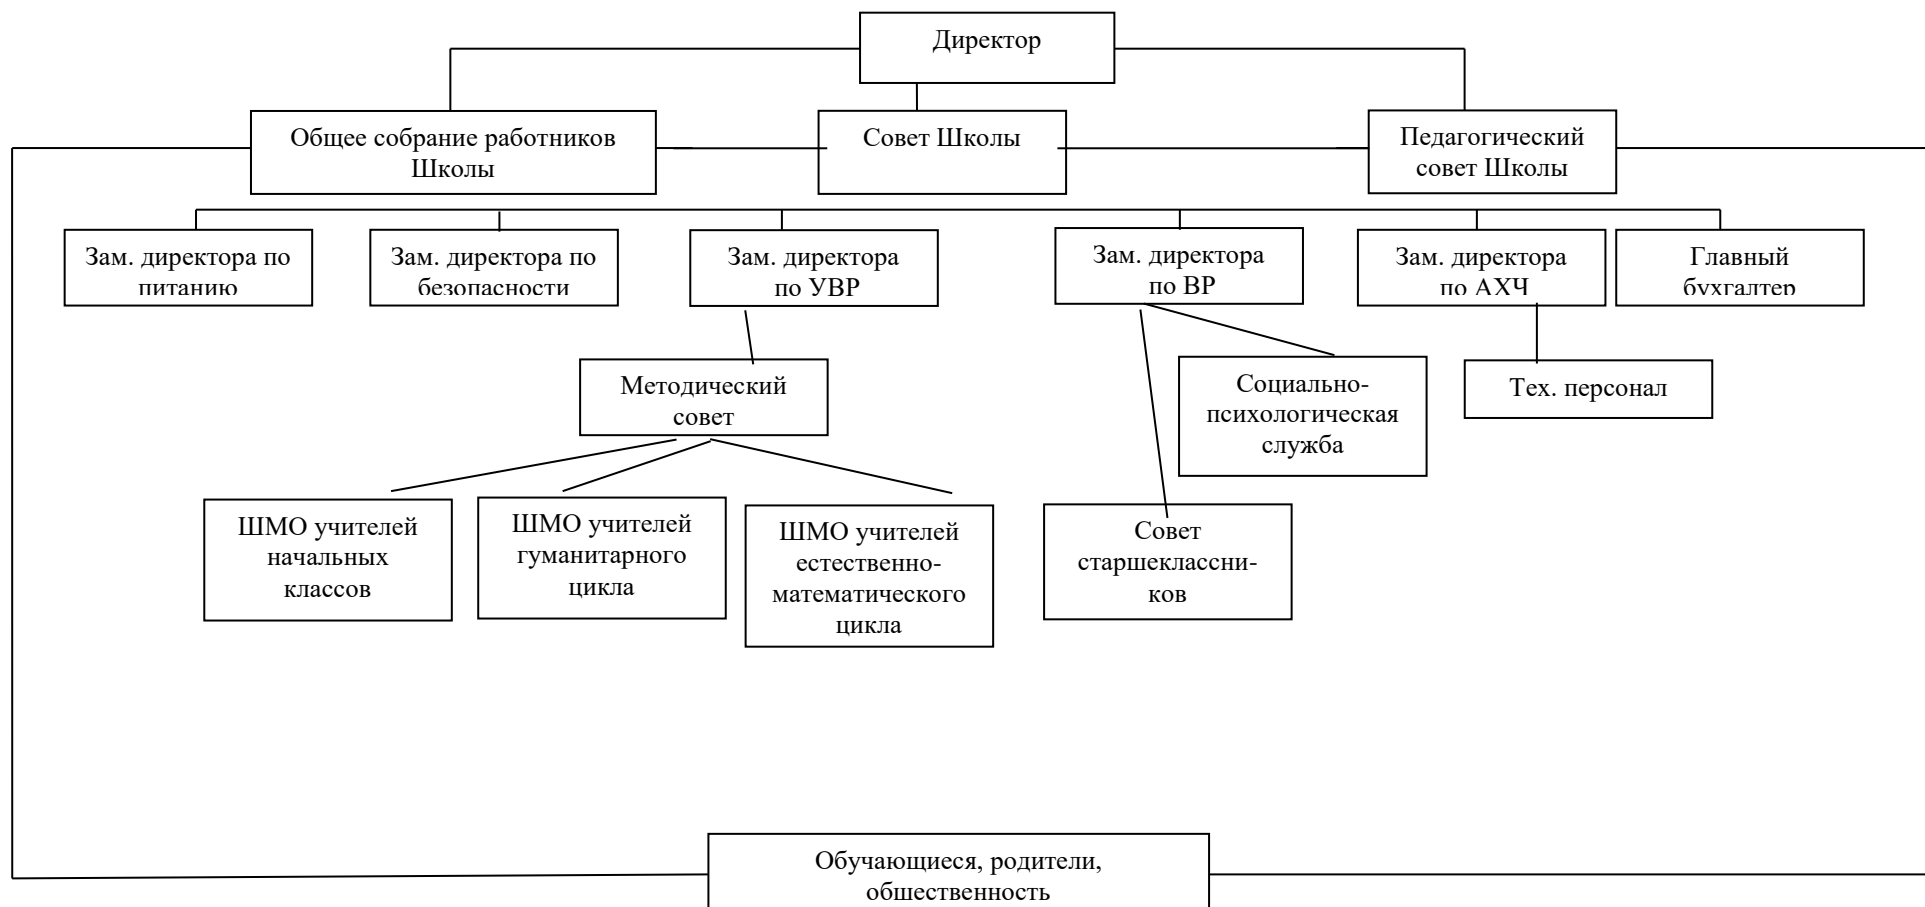 Директор
Общее собрание работников
Школы
Совет Школы
Педагогический
совет Школы
Зам. директора по
питанию
Зам. директора по
безопасности
Зам. директора
по УВР
Зам. директора
по ВР
Зам. директора
по АХЧ
Главный
бухгалтер
Методический
совет
Социально-
психологическая
служба
Тех. персонал
ШМО учителей
начальных
классов
ШМО учителей
гуманитарного
цикла
ШМО учителей
естественно-
математического
цикла
Совет
старшеклассни-
ков
Обучающиеся, родители,
общественность